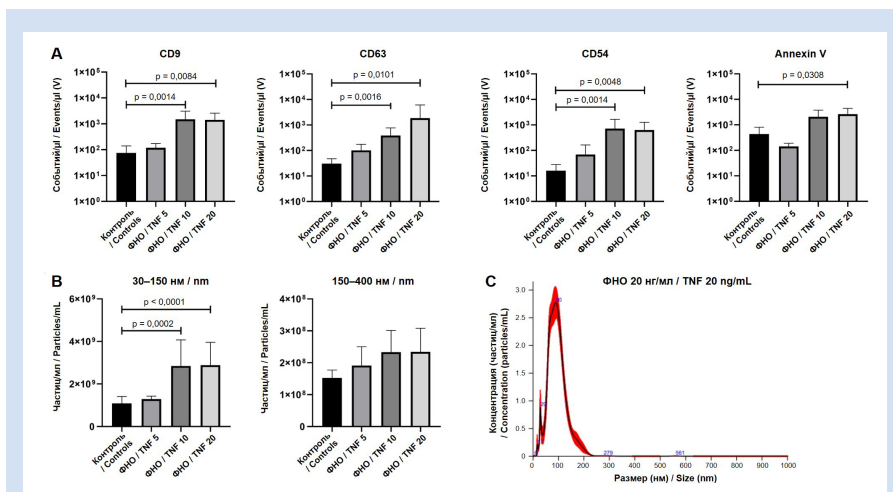 A
CD9
CD63
CD54
Annexin V
Событий/µl / Events/µl (V)
1×10⁵
1×10⁴
1×10³
1×10²
1×10¹
1×10⁰
p = 0,0084
p = 0,0014
Контроль / Controls
ФНО / TNF 5
ФНО / TNF 10
ФНО / TNF 20
Событий/µl / Events/µl (V)
1×10⁵
1×10⁴
1×10³
1×10²
1×10¹
1×10⁰
p = 0,0101
p = 0,0016
Контроль / Controls
ФНО / TNF 5
ФНО / TNF 10
ФНО / TNF 20
Событий/µl / Events/µl (V)
1×10⁵
1×10⁴
1×10³
1×10²
1×10¹
1×10⁰
p = 0,0048
p = 0,0014
Контроль / Controls
ФНО / TNF 5
ФНО / TNF 10
ФНО / TNF 20
Событий/µl / Events/µl (V)
1×10⁵
1×10⁴
1×10³
1×10²
1×10¹
1×10⁰
p = 0,0308
Контроль / Controls
ФНО / TNF 5
ФНО / TNF 10
ФНО / TNF 20
B
30–150 нм / nm
Частиц/мл / Particles/mL
6×10⁹
4×10⁹
2×10⁹
0
p < 0,0001
p = 0,0002
Контроль / Controls
ФНО / TNF 5
ФНО / TNF 10
ФНО / TNF 20
150–400 нм / nm
Частиц/мл / Particles/mL
4×10⁸
3×10⁸
2×10⁸
1×10⁸
0
Контроль / Controls
ФНО / TNF 5
ФНО / TNF 10
ФНО / TNF 20
C
ФНО 20 нг/мл / TNF 20 ng/mL
Концентрация (частиц/мл)
/ Concentration (particles/mL)
3.0
2.5
2.0
1.5
1.0
0.5
0
279
561
0 100 200 300 400 500 600 700 800 900 1000
Размер (нм) / Size (nm)